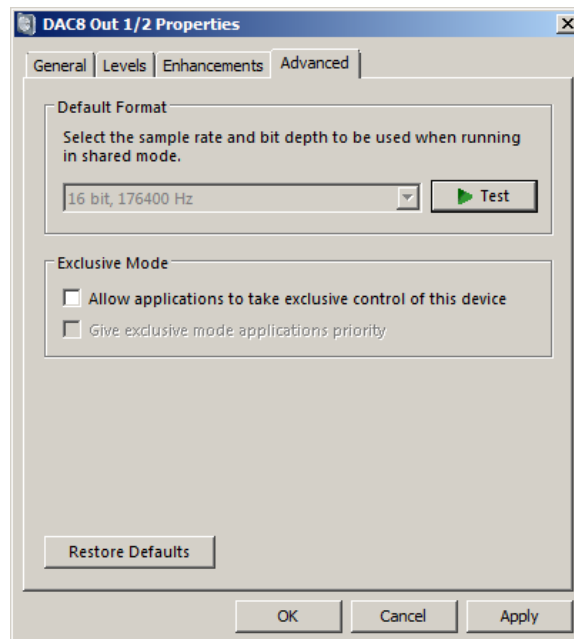 DAC8 Out 1/2 Properties
General Levels Enhancements Advanced
Default Format
Select the sample rate and bit depth to be used when running
in shared mode.
16 bit, 176400 Hz
Test
Exclusive Mode
Allow applications to take exclusive control of this device
Give exclusive mode applications priority
Restore Defaults
OK Cancel Apply